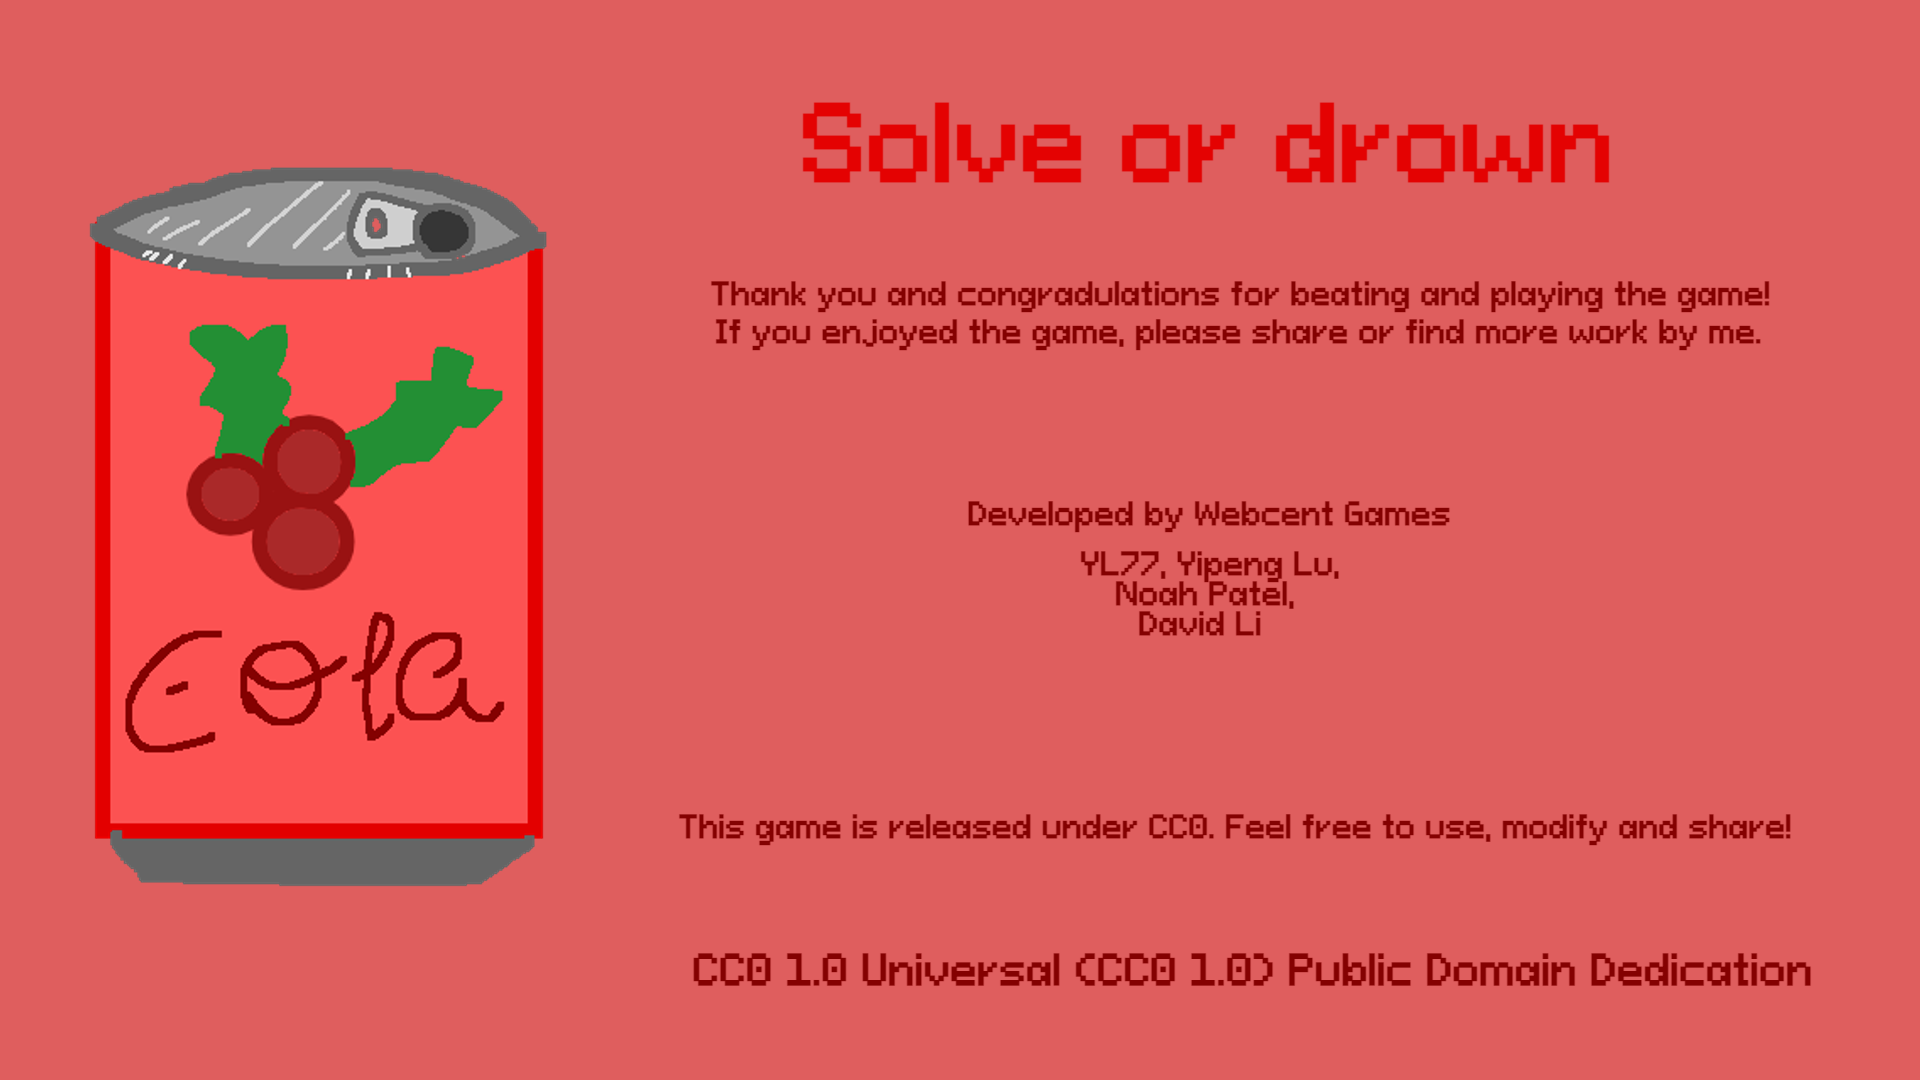 Solve or drown
Thank you and congradulations for beating and playing the game!
If you enjoyed the game, please share or find more work by me.
Cola
Developed by Webcent Games
YL77, Yipeng Lu,
Noah Patel,
David Li
This game is released under CC0. Feel free to use, modify and share!
CC0 1.0 Universal (CC0 1.0) Public Domain Dedication